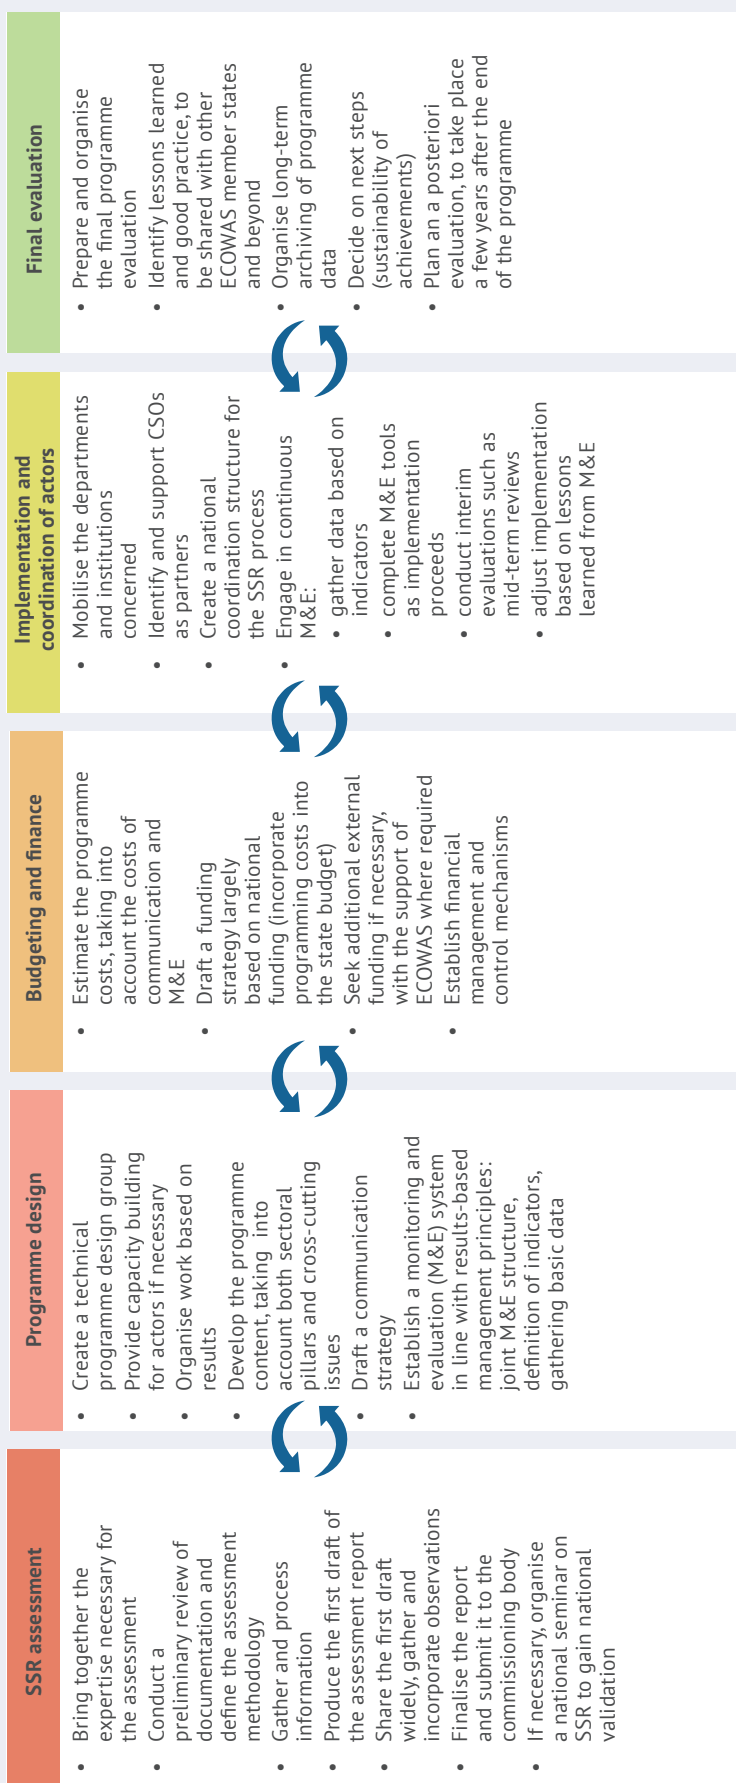 SSR assessment
• Bring together the
expertise necessary for
the assessment
• Conduct a
preliminary review of
documentation and
define the assessment
methodology
• Gather and process
information
• Produce the first draft of
the assessment report
• Share the first draft
widely, gather and
incorporate observations
• Finalise the report
and submit it to the
commissioning body
• If necessary, organise
a national seminar on
SSR to gain national
validation
Programme design
• Create a technical
programme design group
• Provide capacity building
for actors if necessary
• Organise work based on
results
• Develop the programme
content, taking into
account both sectoral
pillars and cross-cutting
issues
• Draft a communication
strategy
• Establish a monitoring and
evaluation (M&E) system
in line with results-based
management principles:
joint M&E structure,
definition of indicators,
gathering basic data
Budgeting and finance
• Estimate the programme
costs, taking into
account the costs of
communication and
M&E
• Draft a funding
strategy largely
based on national
funding (incorporate
programming costs into
the state budget)
• Seek additional external
funding if necessary,
with the support of
ECOWAS where required
• Establish financial
management and
control mechanisms
Implementation and
coordination of actors
• Mobilise the departments
and institutions
concerned
• Identify and support CSOs
as partners
• Create a national
coordination structure for
the SSR process
• Engage in continuous
M&E:
• gather data based on
indicators
• complete M&E tools
as implementation
proceeds
• conduct interim
evaluations such as
mid-term reviews
• adjust implementation
based on lessons
learned from M&E
Final evaluation
• Prepare and organise
the final programme
evaluation
• Identify lessons learned
and good practice, to
be shared with other
ECOWAS member states
and beyond
• Organise long-term
archiving of programme
data
• Decide on next steps
(sustainability of
achievements)
• Plan an a posteriori
evaluation, to take place
a few years after the end
of the programme